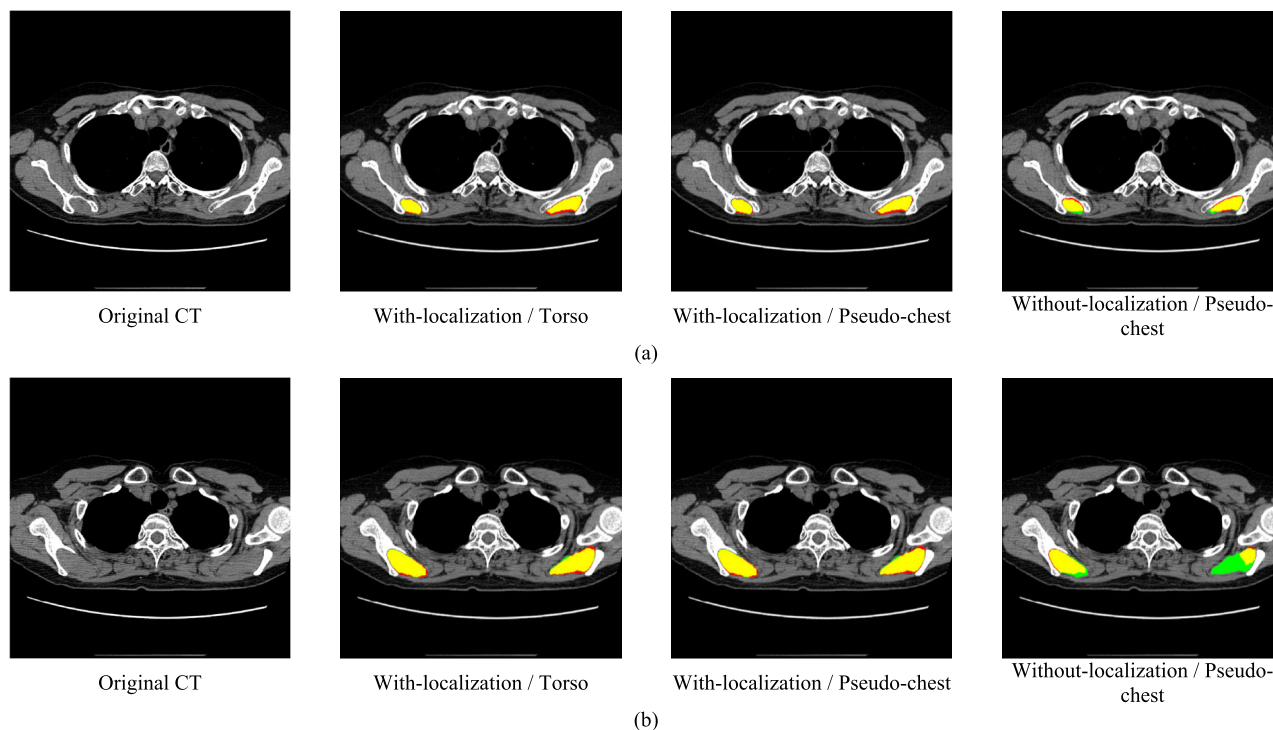 Original CT
With-localization / Torso
With-localization / Pseudo-chest
Without-localization / Pseudo-
chest
(a)
Original CT
With-localization / Torso
With-localization / Pseudo-chest
Without-localization / Pseudo-
chest
(b)